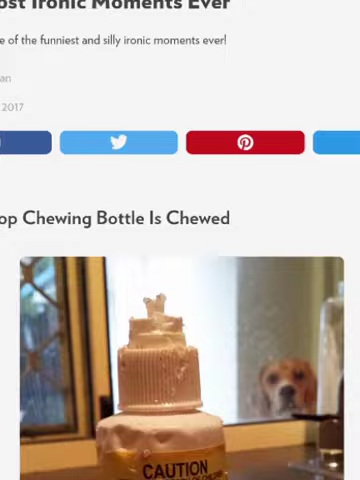 ost Ironic Moments Ever
e of the funniest and silly ironic moments ever!
an
2017
op Chewing Bottle Is Chewed
CAUTION